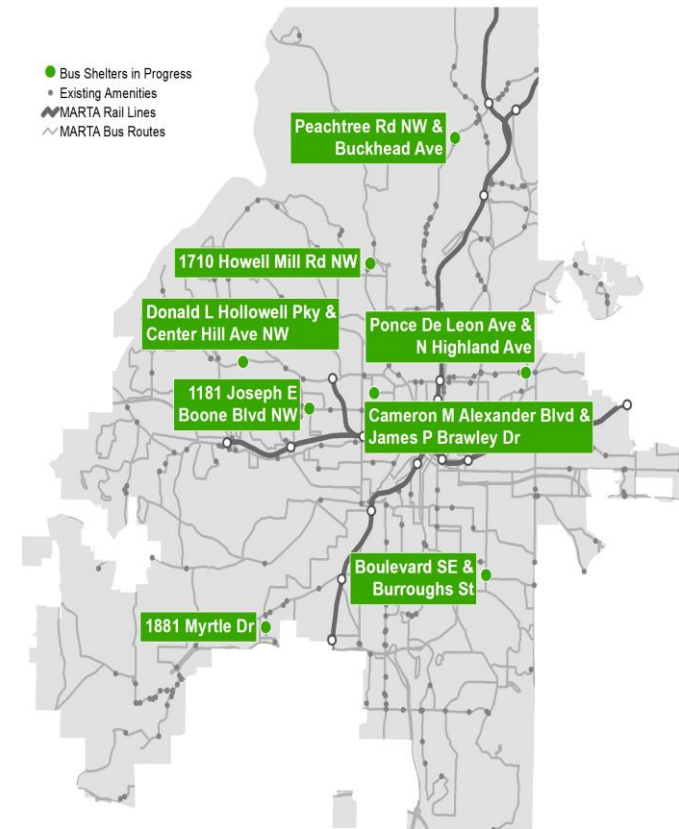 Bus Shelters in Progress
Existing Amenities
MARTA Rail Lines
MARTA Bus Routes
Peachtree Rd NW &
Buckhead Ave
1710 Howell Mill Rd NW
Donald L Hollowell Pky &
Center Hill Ave NW
Ponce De Leon Ave &
N Highland Ave
1181 Joseph E
Boone Blvd NW
Cameron M Alexander Blvd &
James P Brawley Dr
Boulevard SE &
Burroughs St
1881 Myrtle Dr